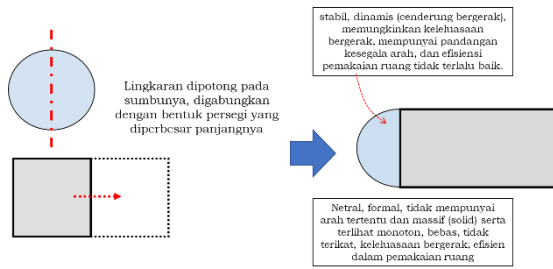 Lingkaran dipotong pada
sumbunya, digabungkan
dengan bentuk persegi yang
diperbesar panjangnya
stabil, dinamis (cenderung bergerak),
memungkinkan keleluasaan
bergerak, mempunyai pandangan
kesegala arah, dan efisiensi
pemakaian ruang tidak terlalu baik.
Netral, formal, tidak mempunyai
arah tertentu dan massif (solid) serta
terlihat monoton, bebas, tidak
terikat, keleluasaan bergerak, efisien
dalam pemakaian ruang